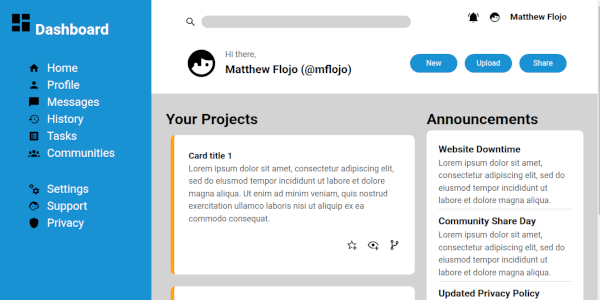 Dashboard
Home
Profile
Messages
History
Tasks
Communities
Settings
Support
Privacy
Matthew Flojo
Hi there,
Matthew Flojo (@mflojo)
New
Upload
Share
Your Projects
Card title 1
Lorem ipsum dolor sit amet, consectetur adipiscing elit,
sed do eiusmod tempor incididunt ut labore et dolore
magna aliqua. Ut enim ad minim veniam, quis nostrud
exercitation ullamco laboris nisi ut aliquip ex ea
commodo consequat.
Announcements
Website Downtime
Lorem ipsum dolor sit amet,
consectetur adipiscing elit, sed do
eiusmod tempor incididunt ut
labore et dolore magna aliqua.
Community Share Day
Lorem ipsum dolor sit amet,
consectetur adipiscing elit, sed do
eiusmod tempor incididunt ut
labore et dolore magna aliqua.
Updated Privacy Policy